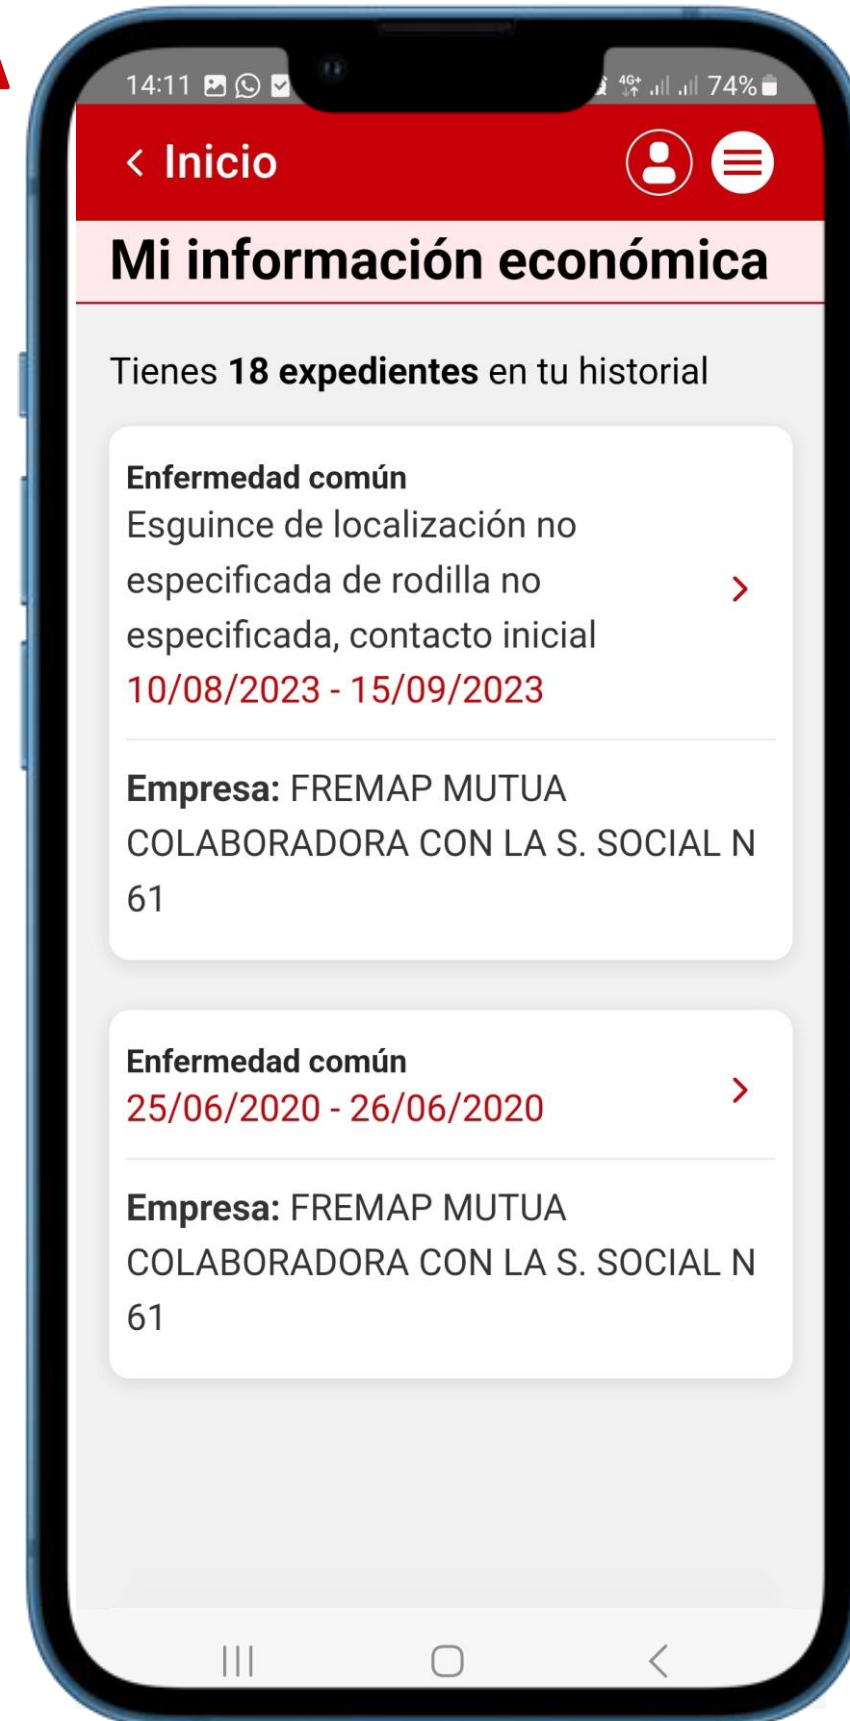 14:11
4G+
74%
< Inicio
Mi información económica
Tienes 18 expedientes en tu historial
Enfermedad común
Esguince de localización no
especificada de rodilla no
especificada, contacto inicial
10/08/2023 - 15/09/2023
Empresa: FREMAP MUTUA
COLABORADORA CON LA S. SOCIAL N
61
Enfermedad común
25/06/2020 - 26/06/2020
Empresa: FREMAP MUTUA
COLABORADORA CON LA S. SOCIAL N
61